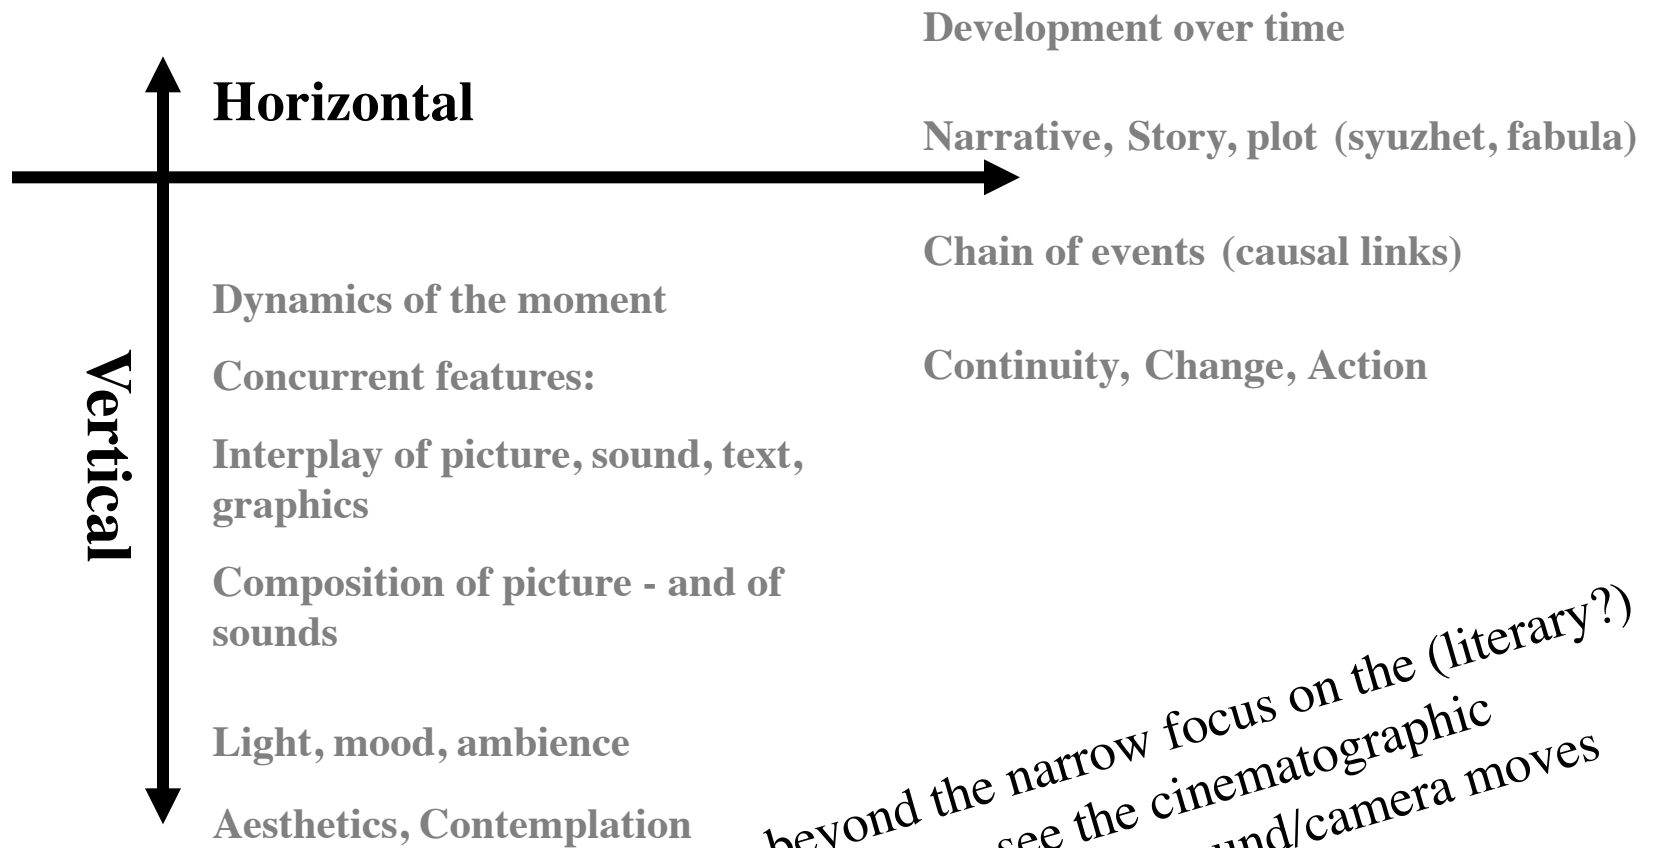 Development over time
Horizontal
Narrative, Story, plot (syuzhet, fabula)
Chain of events (causal links)
Continuity, Change, Action
Vertical
Dynamics of the moment
Concurrent features:
Interplay of picture, sound, text,
graphics
Composition of picture - and of
sounds
Light, mood, ambience
Aesthetics, Contemplation
beyond the narrow focus on the (literary?)
see the cinematographic
camera moves